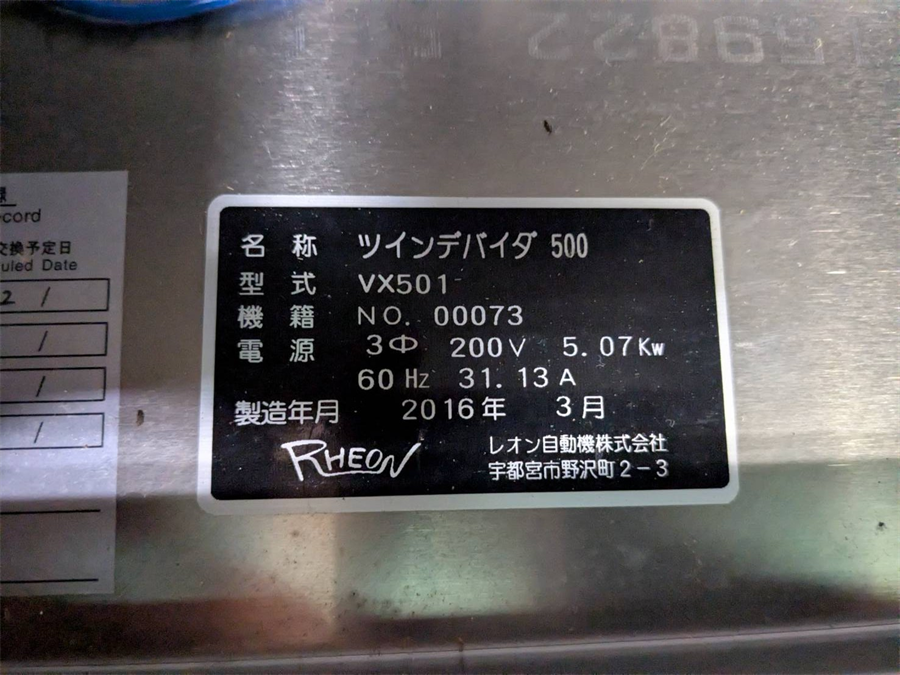 159822
ecord
交換予定日
uled Date
2 /
/
/
/
名 称 ツインデバイダ 500
型 式 VX501
機 籍 NO. 00073
電 源 3Φ 200V 5.07Kw
60 Hz 31.13 A
製造年月 2016年 3月
RHEON
レオン自動機株式会社
宇都宮市野沢町2-3